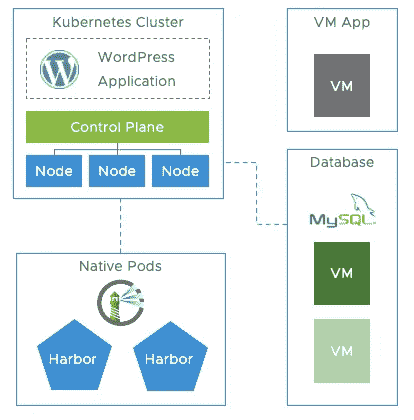 Kubernetes Cluster
WordPress
Application
Control Plane
Node
Node
Node
VM App
VM
Database
MySQL
VM
VM
Native Pods
Harbor
Harbor